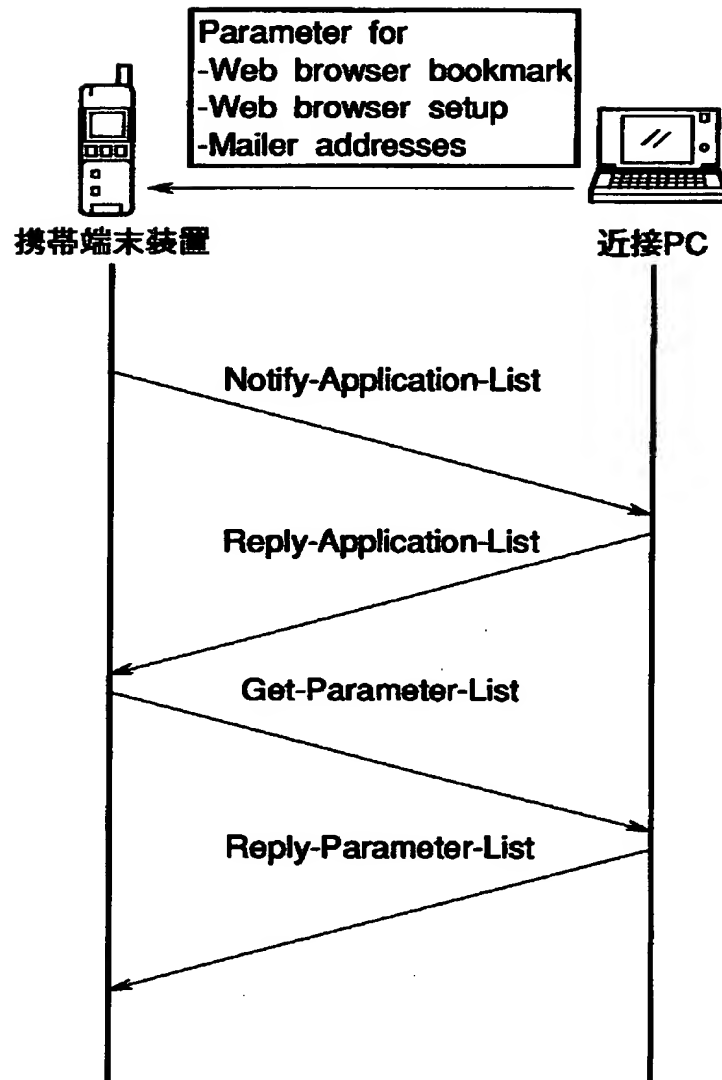 Parameter for
-Web browser bookmark
-Web browser setup
-Mailer addresses
携帯端末装置
近接PC
Notify-Application-List
Reply-Application-List
Get-Parameter-List
Reply-Parameter-List